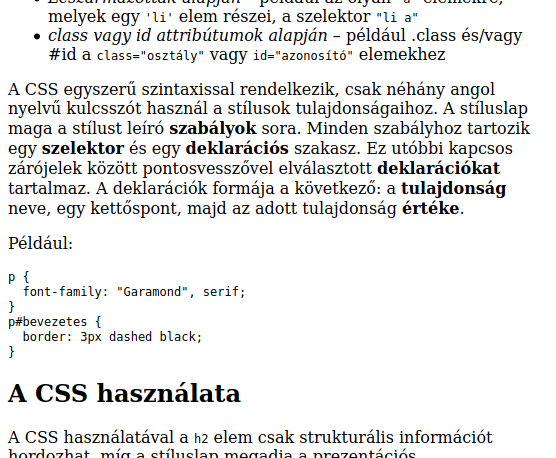 Leszármazottak alapján – például az olyan 'a' elemekre,
melyek egy 'li' elem részei, a szelektor "li a"
class vagy id attribútumok alapján – például .class és/vagy
#id a class="osztály" vagy id="azonosító" elemekhez
A CSS egyszerű szintaxissal rendelkezik, csak néhány angol
nyelvű kulcsszót használ a stílusok tulajdonságaihoz. A stíluslap
maga a stílust leíró szabályok sora. Minden szabályhoz tartozik
egy szelektor és egy deklarációs szakasz. Ez utóbbi kapcsos
zárójelek között pontosvesszővel elválasztott deklarációkat
tartalmaz. A deklarációk formája a következő: a tulajdonság
neve, egy kettőspont, majd az adott tulajdonság értéke.
Például:
p {
  font-family: "Garamond", serif;
}
p#bevezetes {
  border: 3px dashed black;
}
A CSS használata
A CSS használatával a h2 elem csak strukturális információt
hordozhat, míg a stíluslap megadja a prezentációs